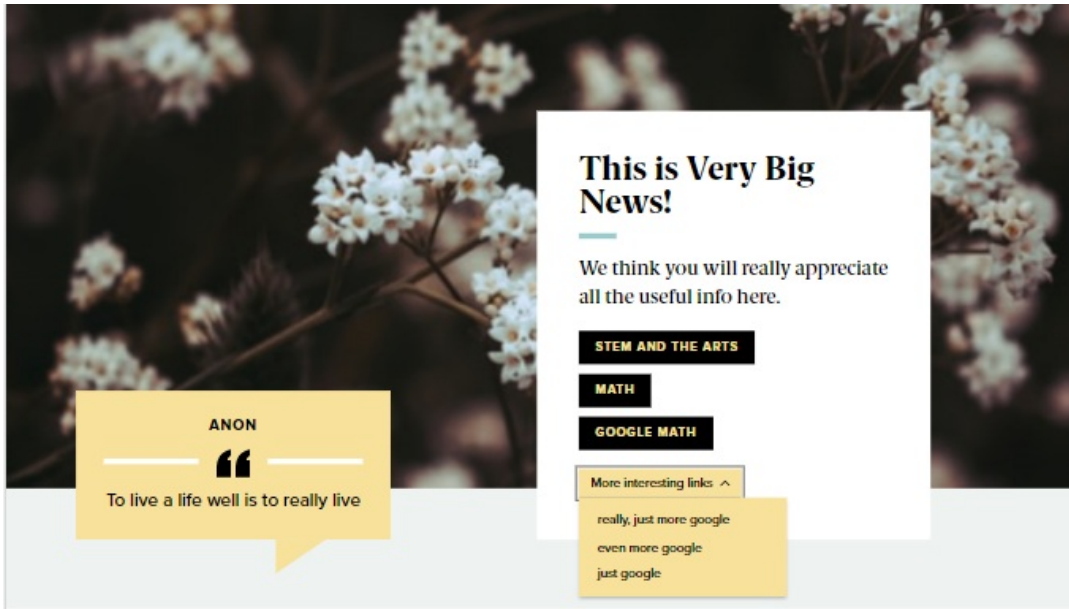 This is Very Big
News!
We think you will really appreciate
all the useful info here.
STEM AND THE ARTS
MATH
GOOGLE MATH
More interesting links
really, just more google
even more google
just google
ANON
“
To live a life well is to really live